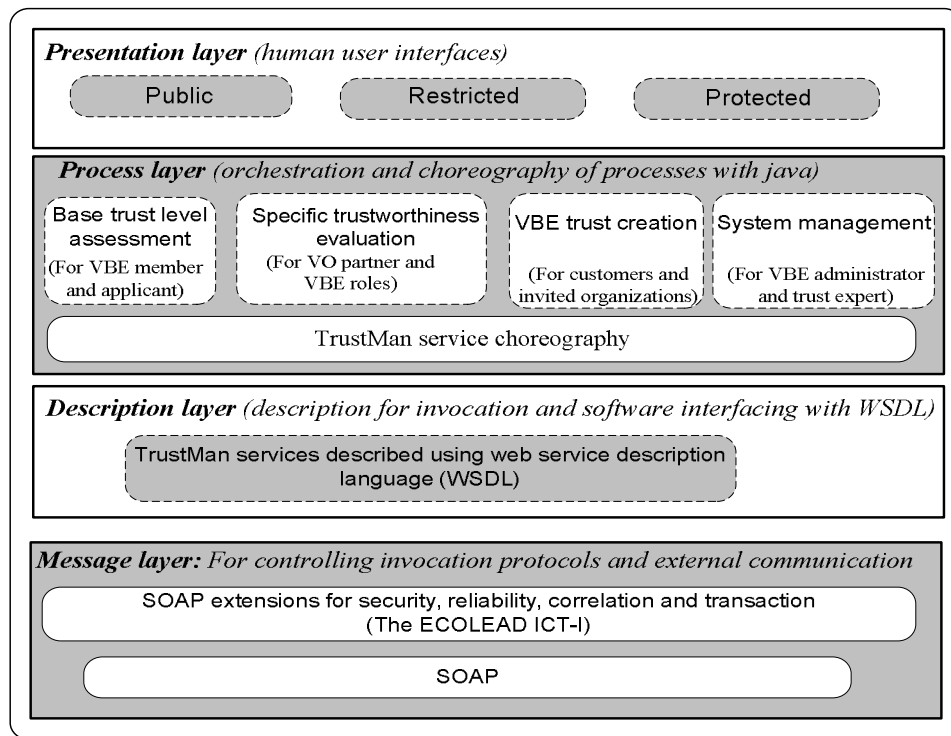 Presentation layer (human user interfaces)
Public
Restricted
Protected
Process layer (orchestration and choreography of processes with java)
Base trust level
assessment
(For VBE member
and applicant)
Specific trustworthiness
evaluation
(For VO partner and
VBE roles)
VBE trust creation
(For customers and
invited organizations)
System management
(For VBE administrator
and trust expert)
TrustMan service choreography
Description layer (description for invocation and software interfacing with WSDL)
TrustMan services described using web service description
language (WSDL)
Message layer: For controlling invocation protocols and external communication
SOAP extensions for security, reliability, correlation and transaction
(The ECOLEAD ICT-I)
SOAP